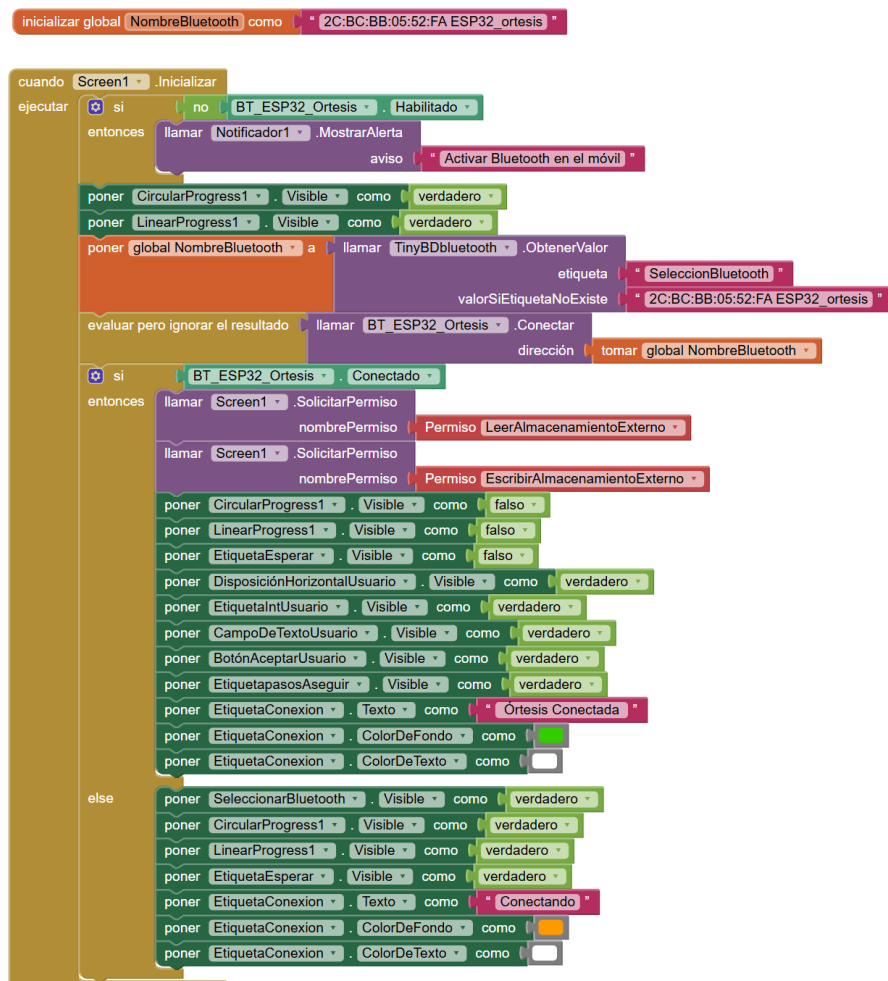 inicializar global NombreBluetooth como " 2C:BC:BB:05:52:FA ESP32_ortesis "
cuando Screen1 .Inicializar
ejecutar si no BT_ESP32_Ortesis . Habilitado
entonces llamar Notificador1 .MostrarAlerta
aviso " Activar Bluetooth en el móvil "
poner CircularProgress1 . Visible como verdadero
poner LinearProgress1 . Visible como verdadero
poner global NombreBluetooth a llamar TinyBDbluetooth .ObtenerValor
etiqueta " SeleccionBluetooth "
valorSiEtiquetaNoExiste " 2C:BC:BB:05:52:FA ESP32_ortesis "
evaluar pero ignorar el resultado llamar BT_ESP32_Ortesis .Conectar
dirección tomar global NombreBluetooth
si BT_ESP32_Ortesis . Conectado
entonces llamar Screen1 .SolicitarPermiso
nombrePermiso Permiso LeerAlmacenamientoExterno
llamar Screen1 .SolicitarPermiso
nombrePermiso Permiso EscribirAlmacenamientoExterno
poner CircularProgress1 . Visible como falso
poner LinearProgress1 . Visible como falso
poner EtiquetaEsperar . Visible como falso
poner DisposiciónHorizontalUsuario . Visible como verdadero
poner EtiquetaIntUsuario . Visible como verdadero
poner CampoDeTextoUsuario . Visible como verdadero
poner BotónAceptarUsuario . Visible como verdadero
poner EtiquetapasosAseguir . Visible como verdadero
poner EtiquetaConexion . Texto como " Órtesis Conectada "
poner EtiquetaConexion . ColorDeFondo como
poner EtiquetaConexion . ColorDeTexto como
else poner SeleccionarBluetooth . Visible como verdadero
poner CircularProgress1 . Visible como verdadero
poner LinearProgress1 . Visible como verdadero
poner EtiquetaEsperar . Visible como verdadero
poner EtiquetaConexion . Texto como " Conectando "
poner EtiquetaConexion . ColorDeFondo como
poner EtiquetaConexion . ColorDeTexto como